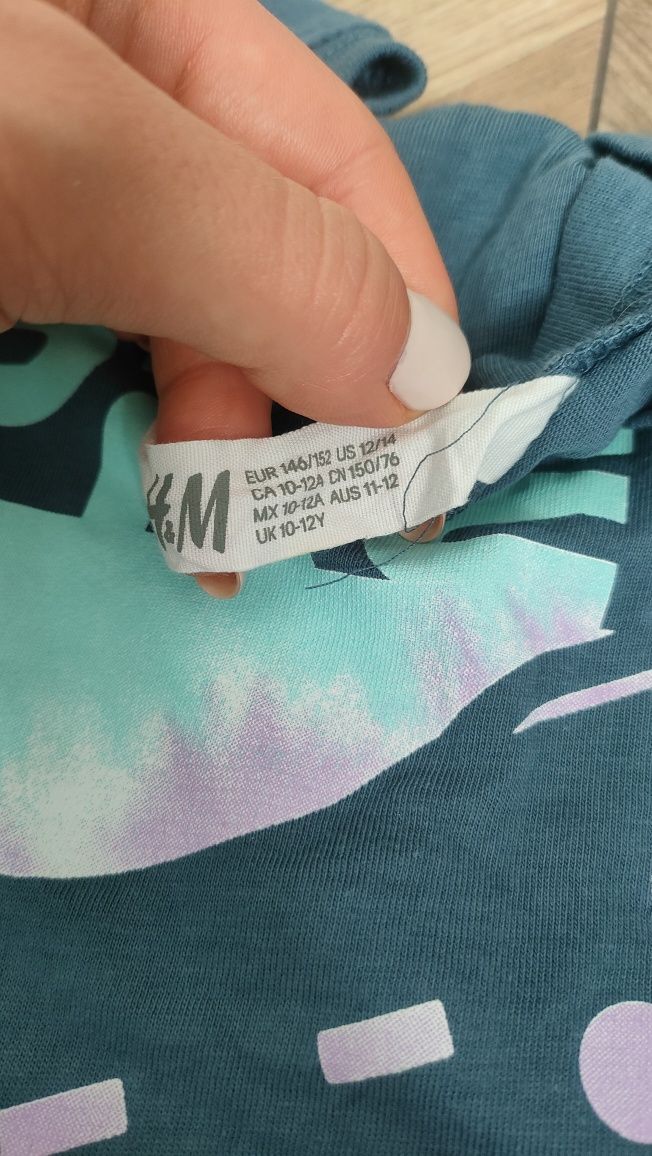 H&M
EUR 146/152 US 12/14
CA 10-12A CN 150/76
MX 10-12A AUS 11-12
UK 10-12Y